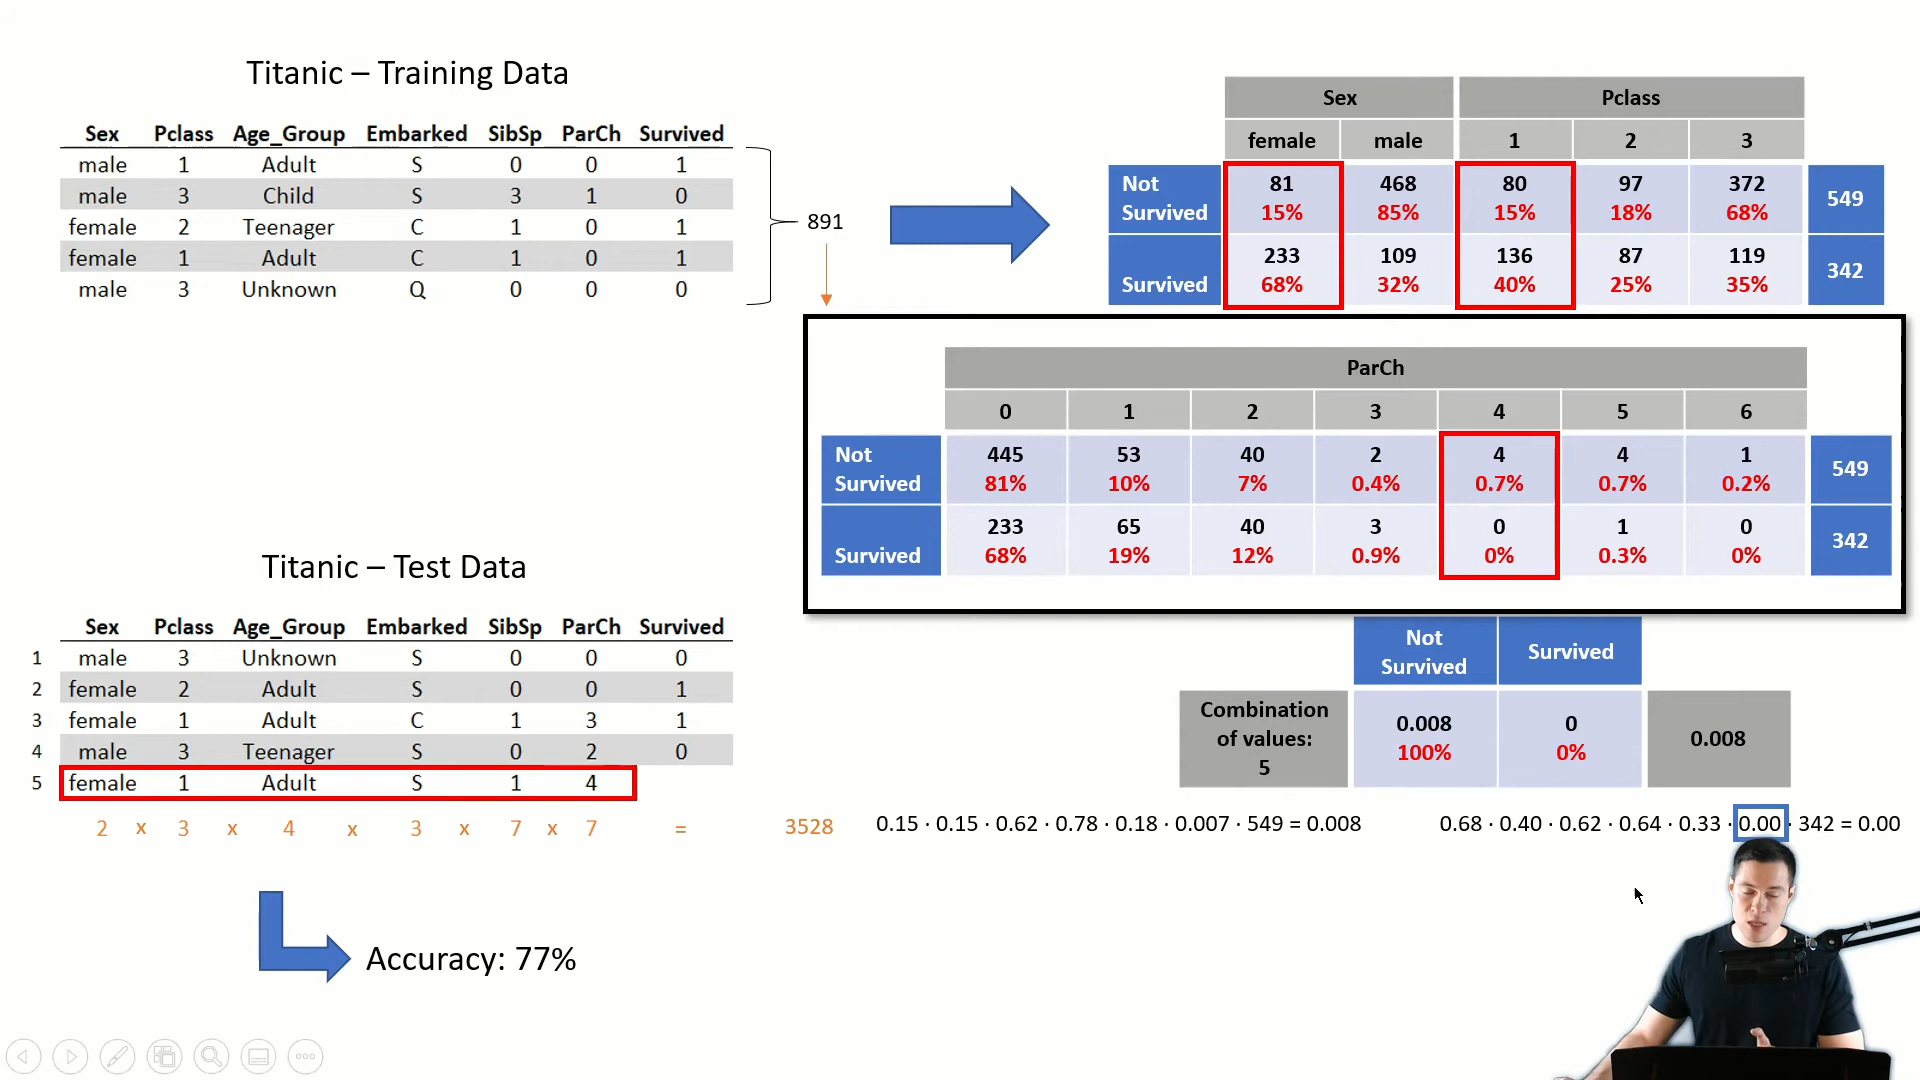 Titanic – Training Data
Sex Pclass Age_Group Embarked SibSp ParCh Survived
male 1 Adult S 0 0 1
male 3 Child S 3 1 0
female 2 Teenager C 1 0 1
female 1 Adult C 1 0 1
male 3 Unknown Q 0 0 0
891
Sex Pclass
female male 1 2 3
Not Survived 81 468 80 97 372 549
15% 85% 15% 18% 68%
Survived 233 109 136 87 119 342
68% 32% 40% 25% 35%
ParCh
0 1 2 3 4 5 6
Not Survived 445 53 40 2 4 4 1 549
81% 10% 7% 0.4% 0.7% 0.7% 0.2%
Survived 233 65 40 3 0 1 0 342
68% 19% 12% 0.9% 0% 0.3% 0%
Titanic – Test Data
Sex Pclass Age_Group Embarked SibSp ParCh Survived
1 male 3 Unknown S 0 0 0
2 female 2 Adult S 0 0 1
3 female 1 Adult C 1 3 1
4 male 3 Teenager S 0 2 0
5 female 1 Adult S 1 4
2 x 3 x 4 x 3 x 7 x 7 = 3528
Not Survived Survived
Combination of values: 5 0.008 0 0.008
100% 0%
0.15 · 0.15 · 0.62 · 0.78 · 0.18 · 0.007 · 549 = 0.008
0.68 · 0.40 · 0.62 · 0.64 · 0.33 · 0.00 · 342 = 0.00
Accuracy: 77%